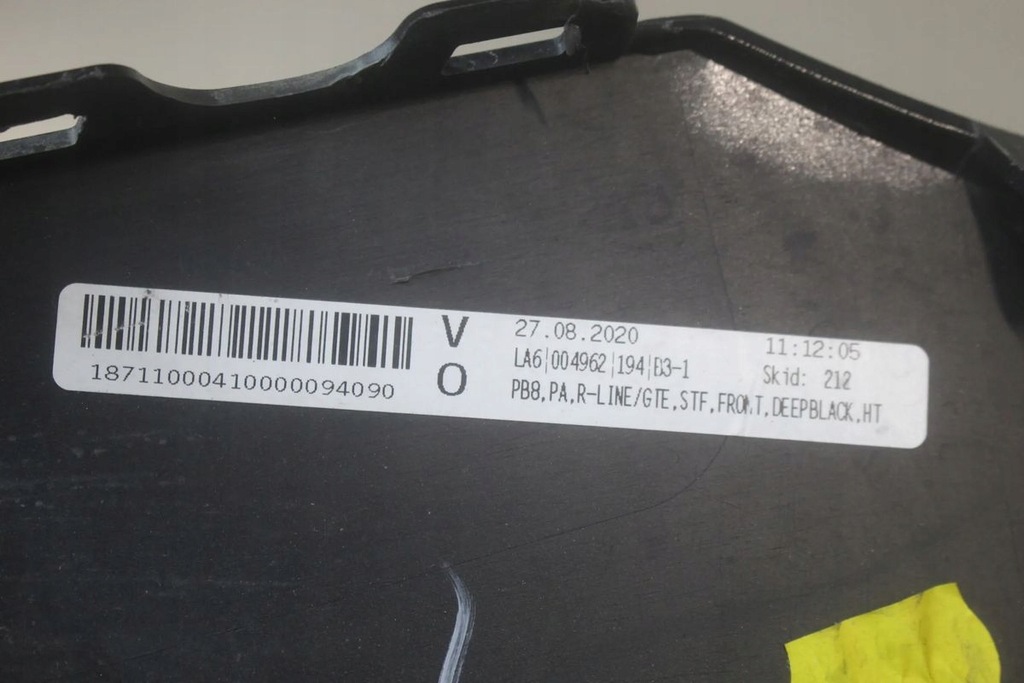 18711000410000094090
V
O
27.08.2020 11:12:05
LA6|004962|194|B3-1 Skid: 212
PB8,PA,R-LINE/GTE,STF,FRONT,DEEPBLACK,HT